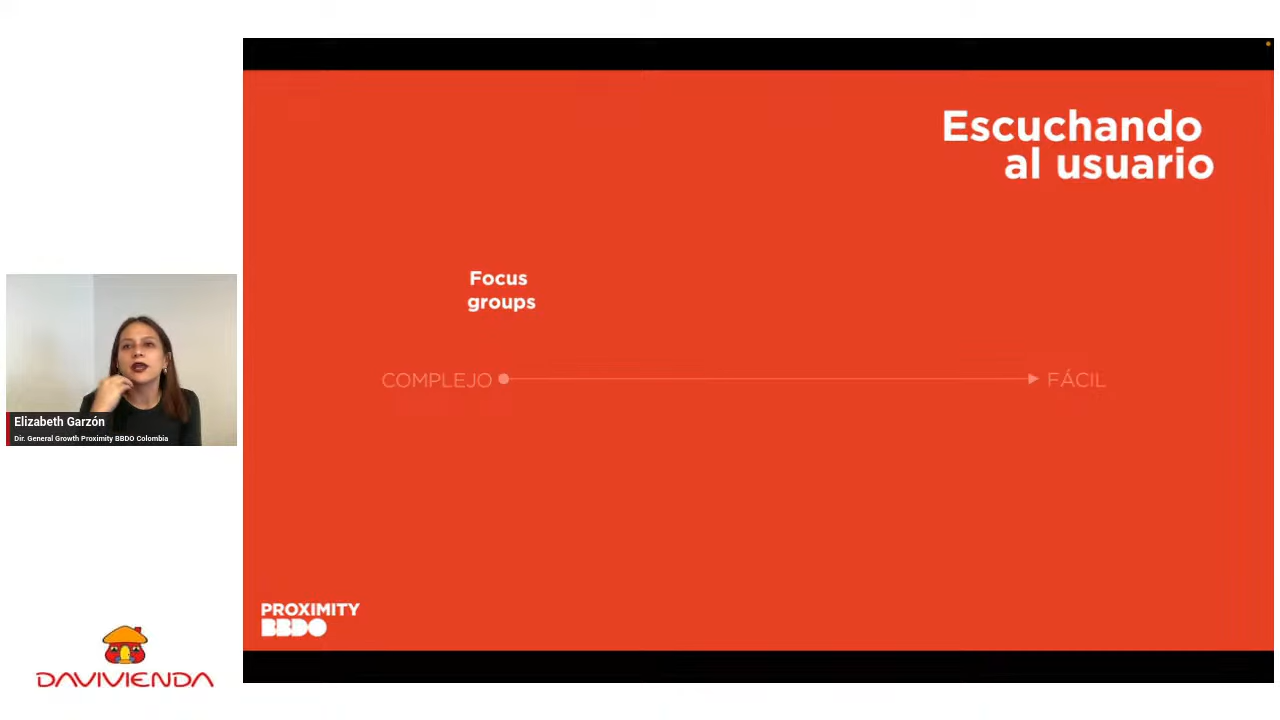 Escuchando
al usuario
Focus
groups
COMPLEJO
FÁCIL
Elizabeth Garzón
Dir. General Growth Proximity BBDO Colombia
PROXIMITY
BBDO
DAVIVIENDA